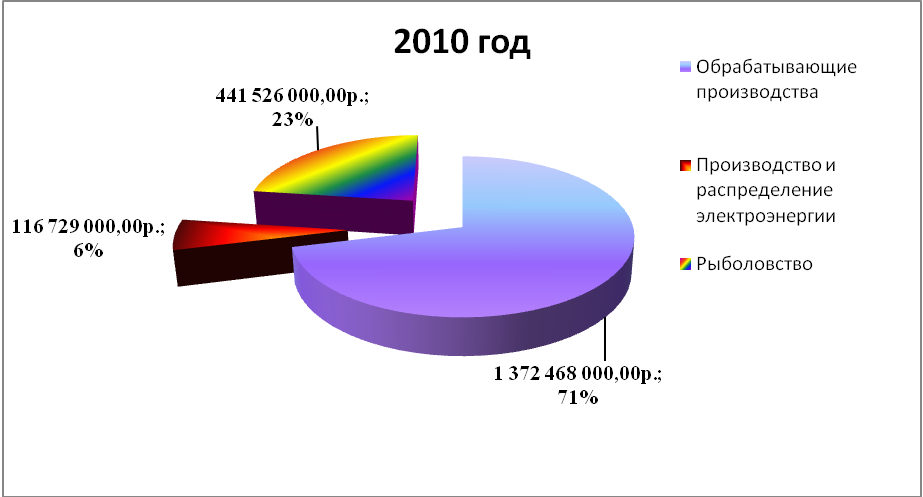 2010 год
441 526 000,00р.;
23%
116 729 000,00р.;
6%
1 372 468 000,00р.;
71%
Обрабатывающие
производства
Производство и
распределение
электроэнергии
Рыболовство